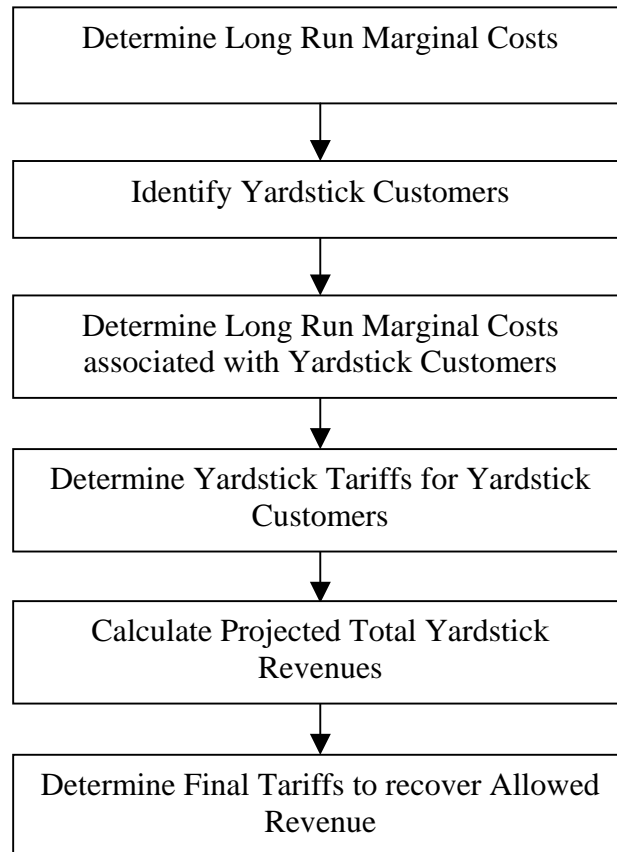 Determine Long Run Marginal Costs
Identify Yardstick Customers
Determine Long Run Marginal Costs
associated with Yardstick Customers
Determine Yardstick Tariffs for Yardstick
Customers
Calculate Projected Total Yardstick
Revenues
Determine Final Tariffs to recover Allowed
Revenue